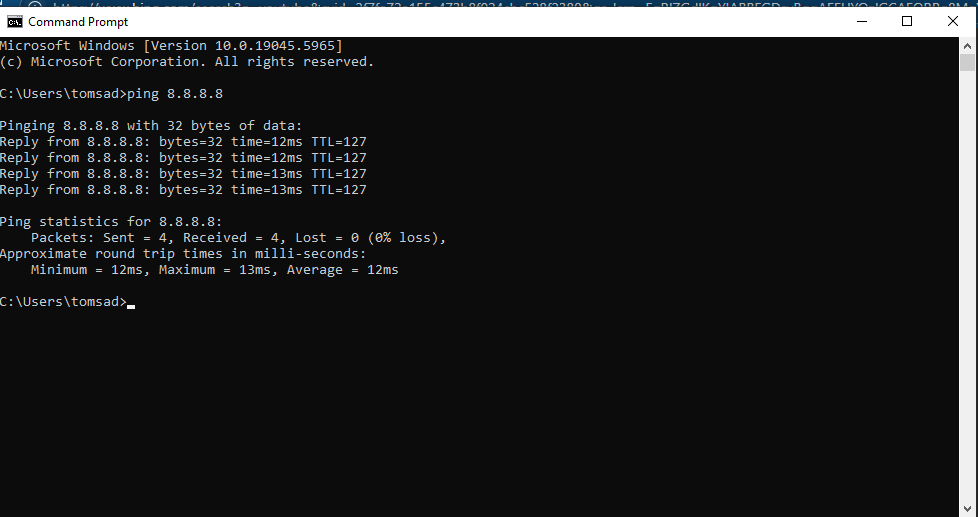 Command Prompt
Microsoft Windows [Version 10.0.19045.5965]
(c) Microsoft Corporation. All rights reserved.
C:\Users\tomsad>ping 8.8.8.8
Pinging 8.8.8.8 with 32 bytes of data:
Reply from 8.8.8.8: bytes=32 time=12ms TTL=127
Reply from 8.8.8.8: bytes=32 time=12ms TTL=127
Reply from 8.8.8.8: bytes=32 time=13ms TTL=127
Reply from 8.8.8.8: bytes=32 time=13ms TTL=127
Ping statistics for 8.8.8.8:
    Packets: Sent = 4, Received = 4, Lost = 0 (0% loss),
Approximate round trip times in milli-seconds:
    Minimum = 12ms, Maximum = 13ms, Average = 12ms
C:\Users\tomsad>